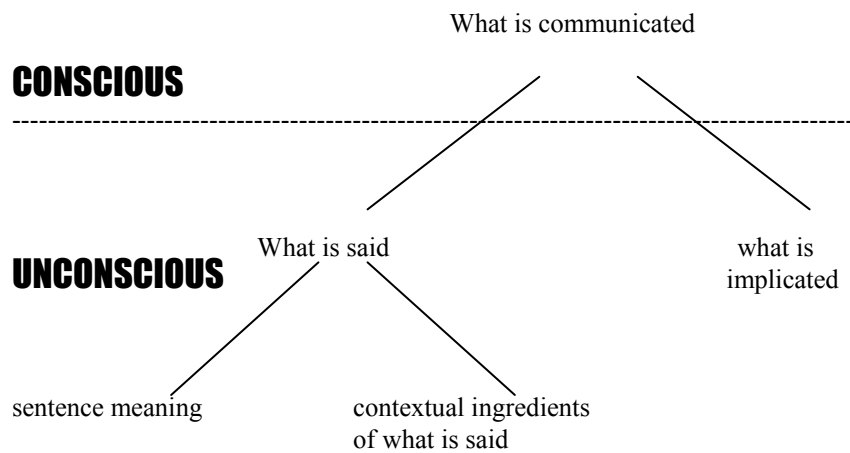 What is communicated
CONSCIOUS
What is said
what is
implicated
UNCONSCIOUS
sentence meaning
contextual ingredients
of what is said